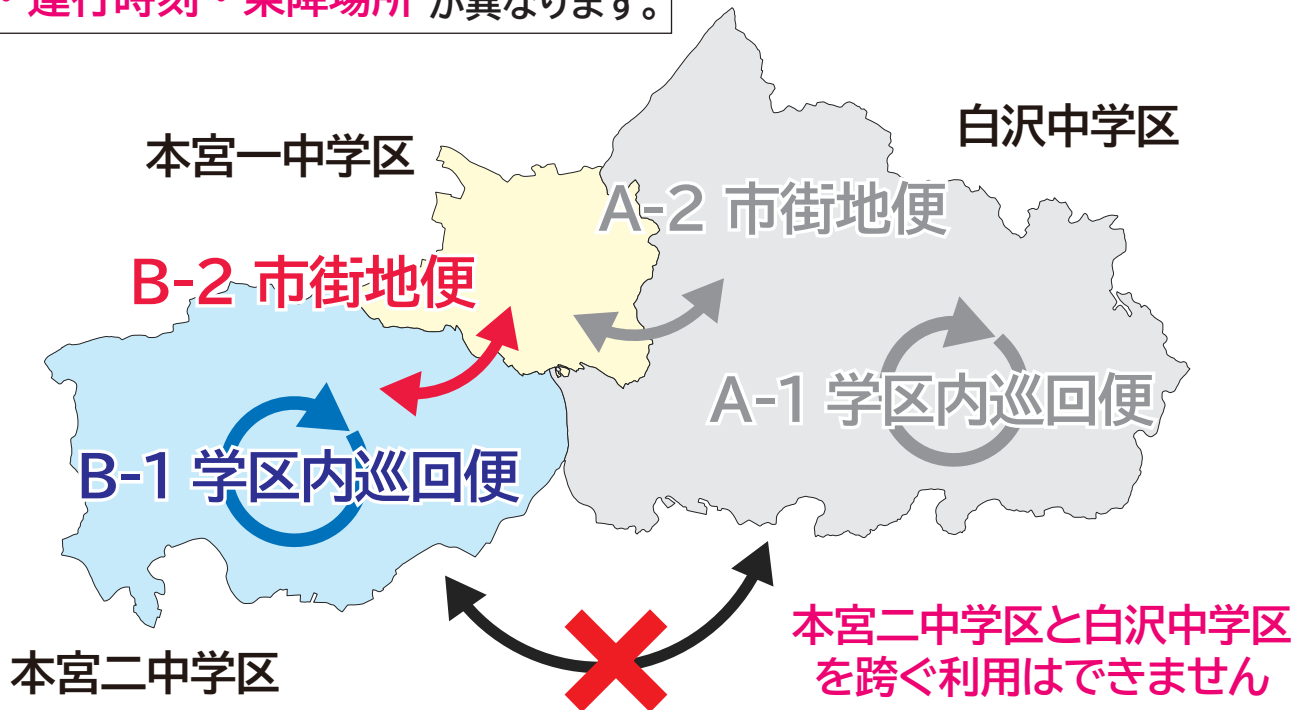 ・運行時刻・乗降場所 が異なります。
白沢中学区
本宮一中学区
A-2 市街地便
B-2 市街地便
A-1 学区内巡回便
B-1 学区内巡回便
本宮二中学区と白沢中学区
を跨ぐ利用はできません
本宮二中学区